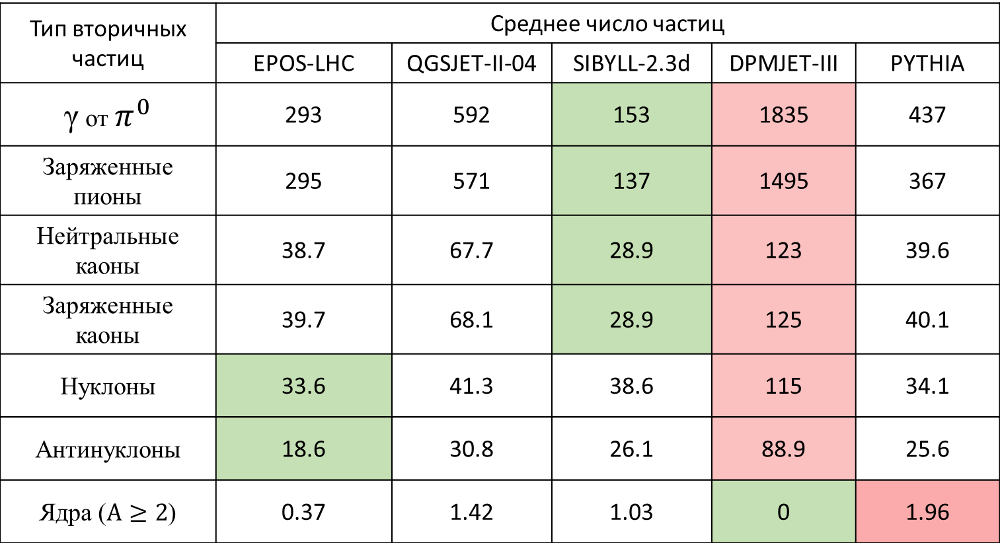 Тип вторичных
частиц
Среднее число частиц
EPOS-LHC QGSJET-II-04 SIBYLL-2.3d DPMJET-III PYTHIA
γ от π⁰ 293 592 153 1835 437
Заряженные
пионы
295 571 137 1495 367
Нейтральные
каоны
38.7 67.7 28.9 123 39.6
Заряженные
каоны
39.7 68.1 28.9 125 40.1
Нуклоны 33.6 41.3 38.6 115 34.1
Антинуклоны 18.6 30.8 26.1 88.9 25.6
Ядра (A ≥ 2) 0.37 1.42 1.03 0 1.96